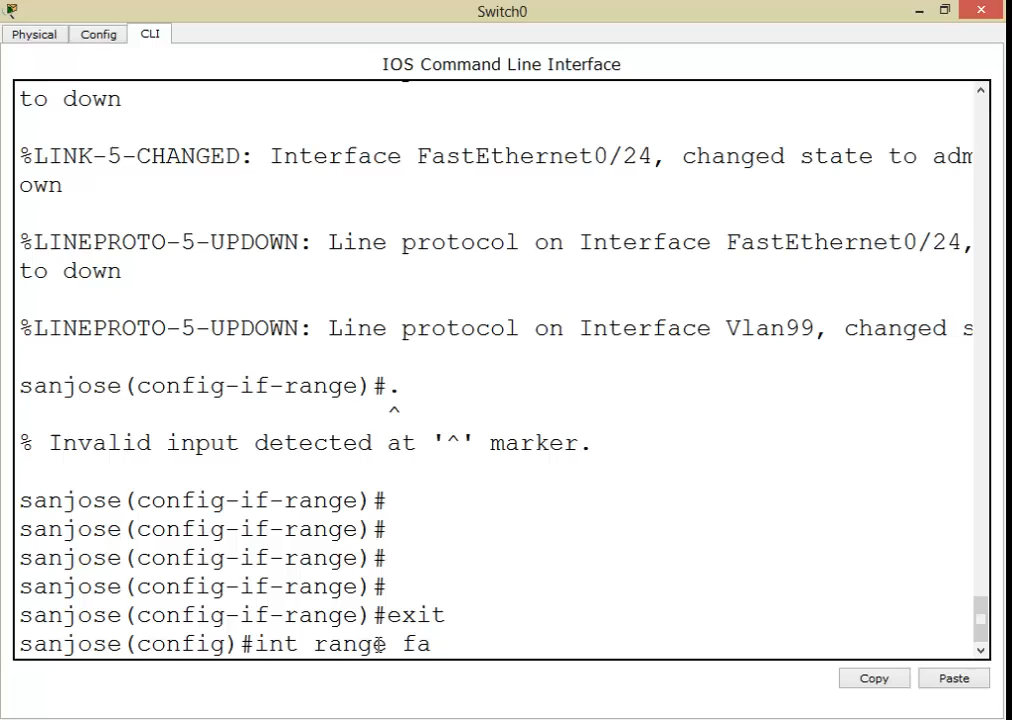 Switch0
Physical Config CLI
IOS Command Line Interface
to down
%LINK-5-CHANGED: Interface FastEthernet0/24, changed state to adm
own
%LINEPROTO-5-UPDOWN: Line protocol on Interface FastEthernet0/24,
to down
%LINEPROTO-5-UPDOWN: Line protocol on Interface Vlan99, changed s
sanjose(config-if-range)#.
^
% Invalid input detected at '^' marker.
sanjose(config-if-range)#
sanjose(config-if-range)#
sanjose(config-if-range)#
sanjose(config-if-range)#
sanjose(config-if-range)#exit
sanjose(config)#int range fa
Copy Paste